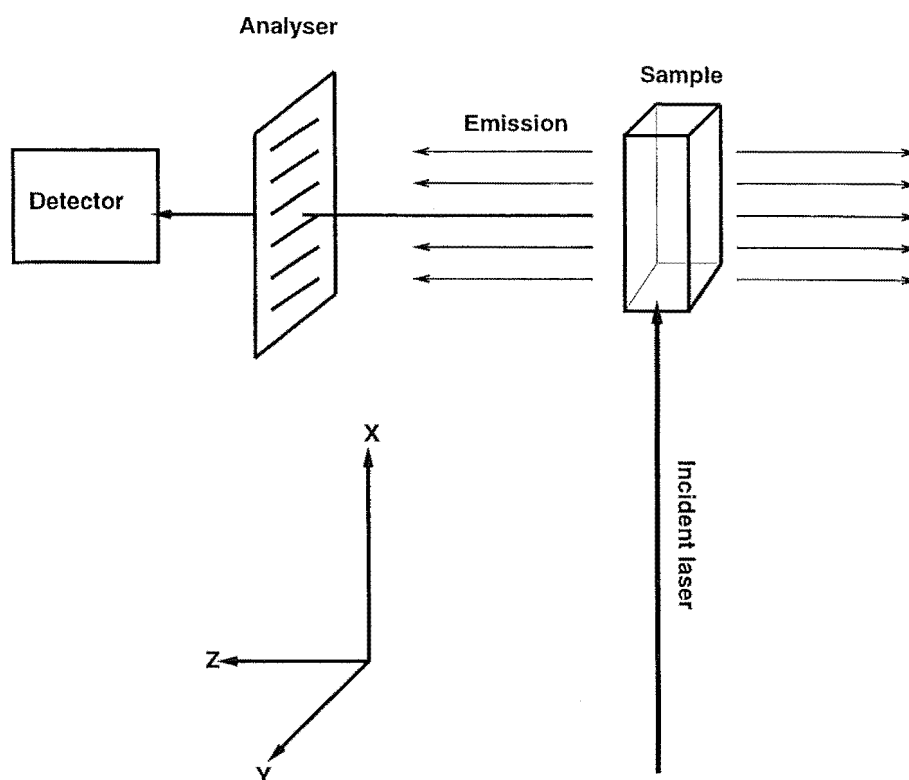 Analyser
Sample
Emission
Detector
Incident laser
X
Z
Y